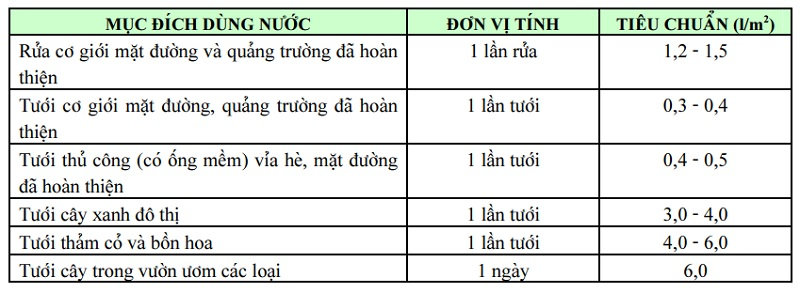 MỤC ĐÍCH DÙNG NƯỚC ĐƠN VỊ TÍNH TIÊU CHUẨN (l/m²)
Rửa cơ giới mặt đường và quảng trường đã hoàn 1 lần rửa 1,2 - 1,5
thiện
Tưới cơ giới mặt đường, quảng trường đã hoàn 1 lần tưới 0,3 - 0,4
thiện
Tưới thủ công (có ống mềm) vỉa hè, mặt đường 1 lần tưới 0,4 - 0,5
đã hoàn thiện
Tưới cây xanh đô thị 1 lần tưới 3,0 - 4,0
Tưới thảm cỏ và bồn hoa 1 lần tưới 4,0 - 6,0
Tưới cây trong vườn ươm các loại 1 ngày 6,0